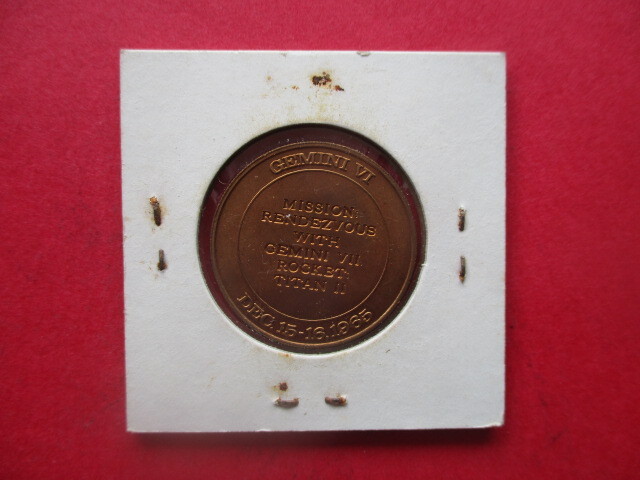 GEMINI VI
MISSION:
RENDEZVOUS
WITH
GEMINI VII
ROCKET:
TITAN II
DEC. 15-16, 1965